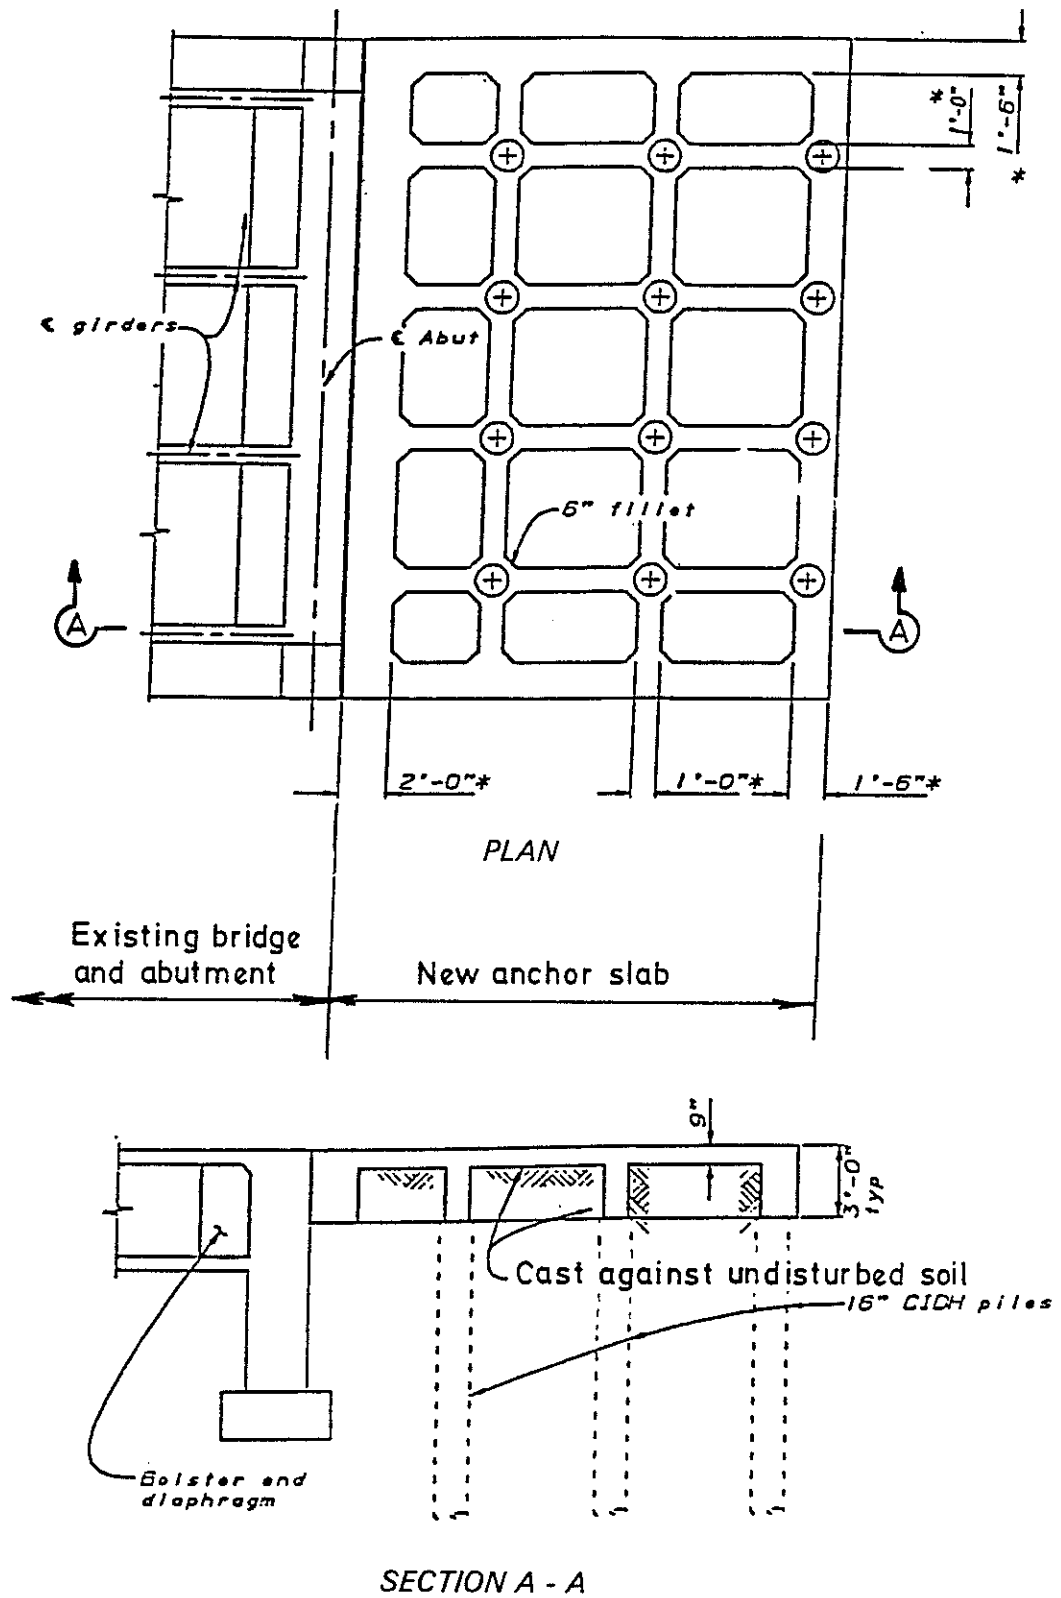 *
1'-0"
1'-6"
*
℄ girders
℄ Abut
6" fillet
A
A
2'-0"*
1'-0"*
1'-6"*
PLAN
Existing bridge
and abutment
New anchor slab
9"
3'-0"
typ
Cast against undisturbed soil
16" CIDH piles
Bolster end
diaphragm
SECTION A - A